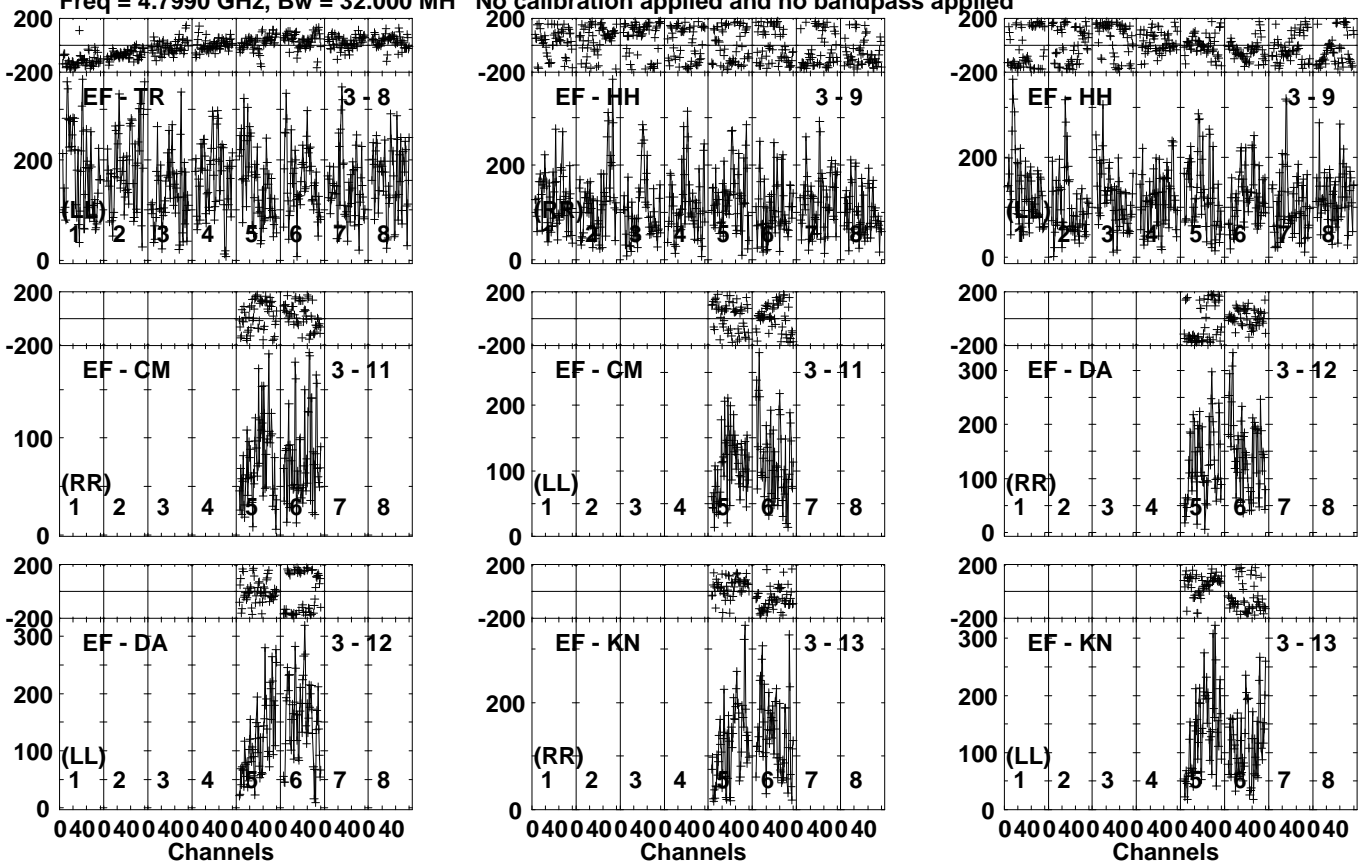 Freq = 4.7990 GHz, Bw = 32.000 MH No calibration applied and no bandpass applied
200 200 200
-200 -200 -200
EF - TR 3 - 8 EF - HH 3 - 9 EF - HH 3 - 9
200 200 200
(LL) (RR) (LL)
1 2 3 4 5 6 7 8 1 2 3 4 5 6 7 8 1 2 3 4 5 6 7 8
0 0 0
200 200 200
-200 -200 -200
EF - CM 3 - 11 EF - CM 3 - 11 EF - DA 3 - 12
300
200 200
100 100 100
(RR) (LL) (RR)
1 2 3 4 5 6 7 8 1 2 3 4 5 6 7 8 1 2 3 4 5 6 7 8
0 0 0
200 200 200
-200 -200 -200
300 300
EF - DA 3 - 12 EF - KN 3 - 13 EF - KN 3 - 13
200 200 200
100 100
(LL) (RR) (LL)
1 2 3 4 5 6 7 8 1 2 3 4 5 6 7 8 1 2 3 4 5 6 7 8
0 0 0
0 40 0 40 0 40 0 40 0 40 0 40 0 40 0 40 0 40 0 40 0 40 0 40 0 40 0 40 0 40 0 40 0 40 0 40 0 40 0 40 0 40 0 40 0 40 0 40
Channels Channels Channels